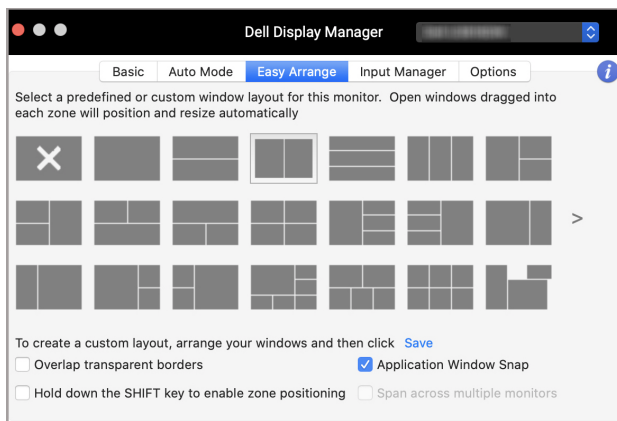 Dell Display Manager
Basic Auto Mode Easy Arrange Input Manager Options
Select a predefined or custom window layout for this monitor. Open windows dragged into
each zone will position and resize automatically
To create a custom layout, arrange your windows and then click Save
Overlap transparent borders Application Window Snap
Hold down the SHIFT key to enable zone positioning Span across multiple monitors